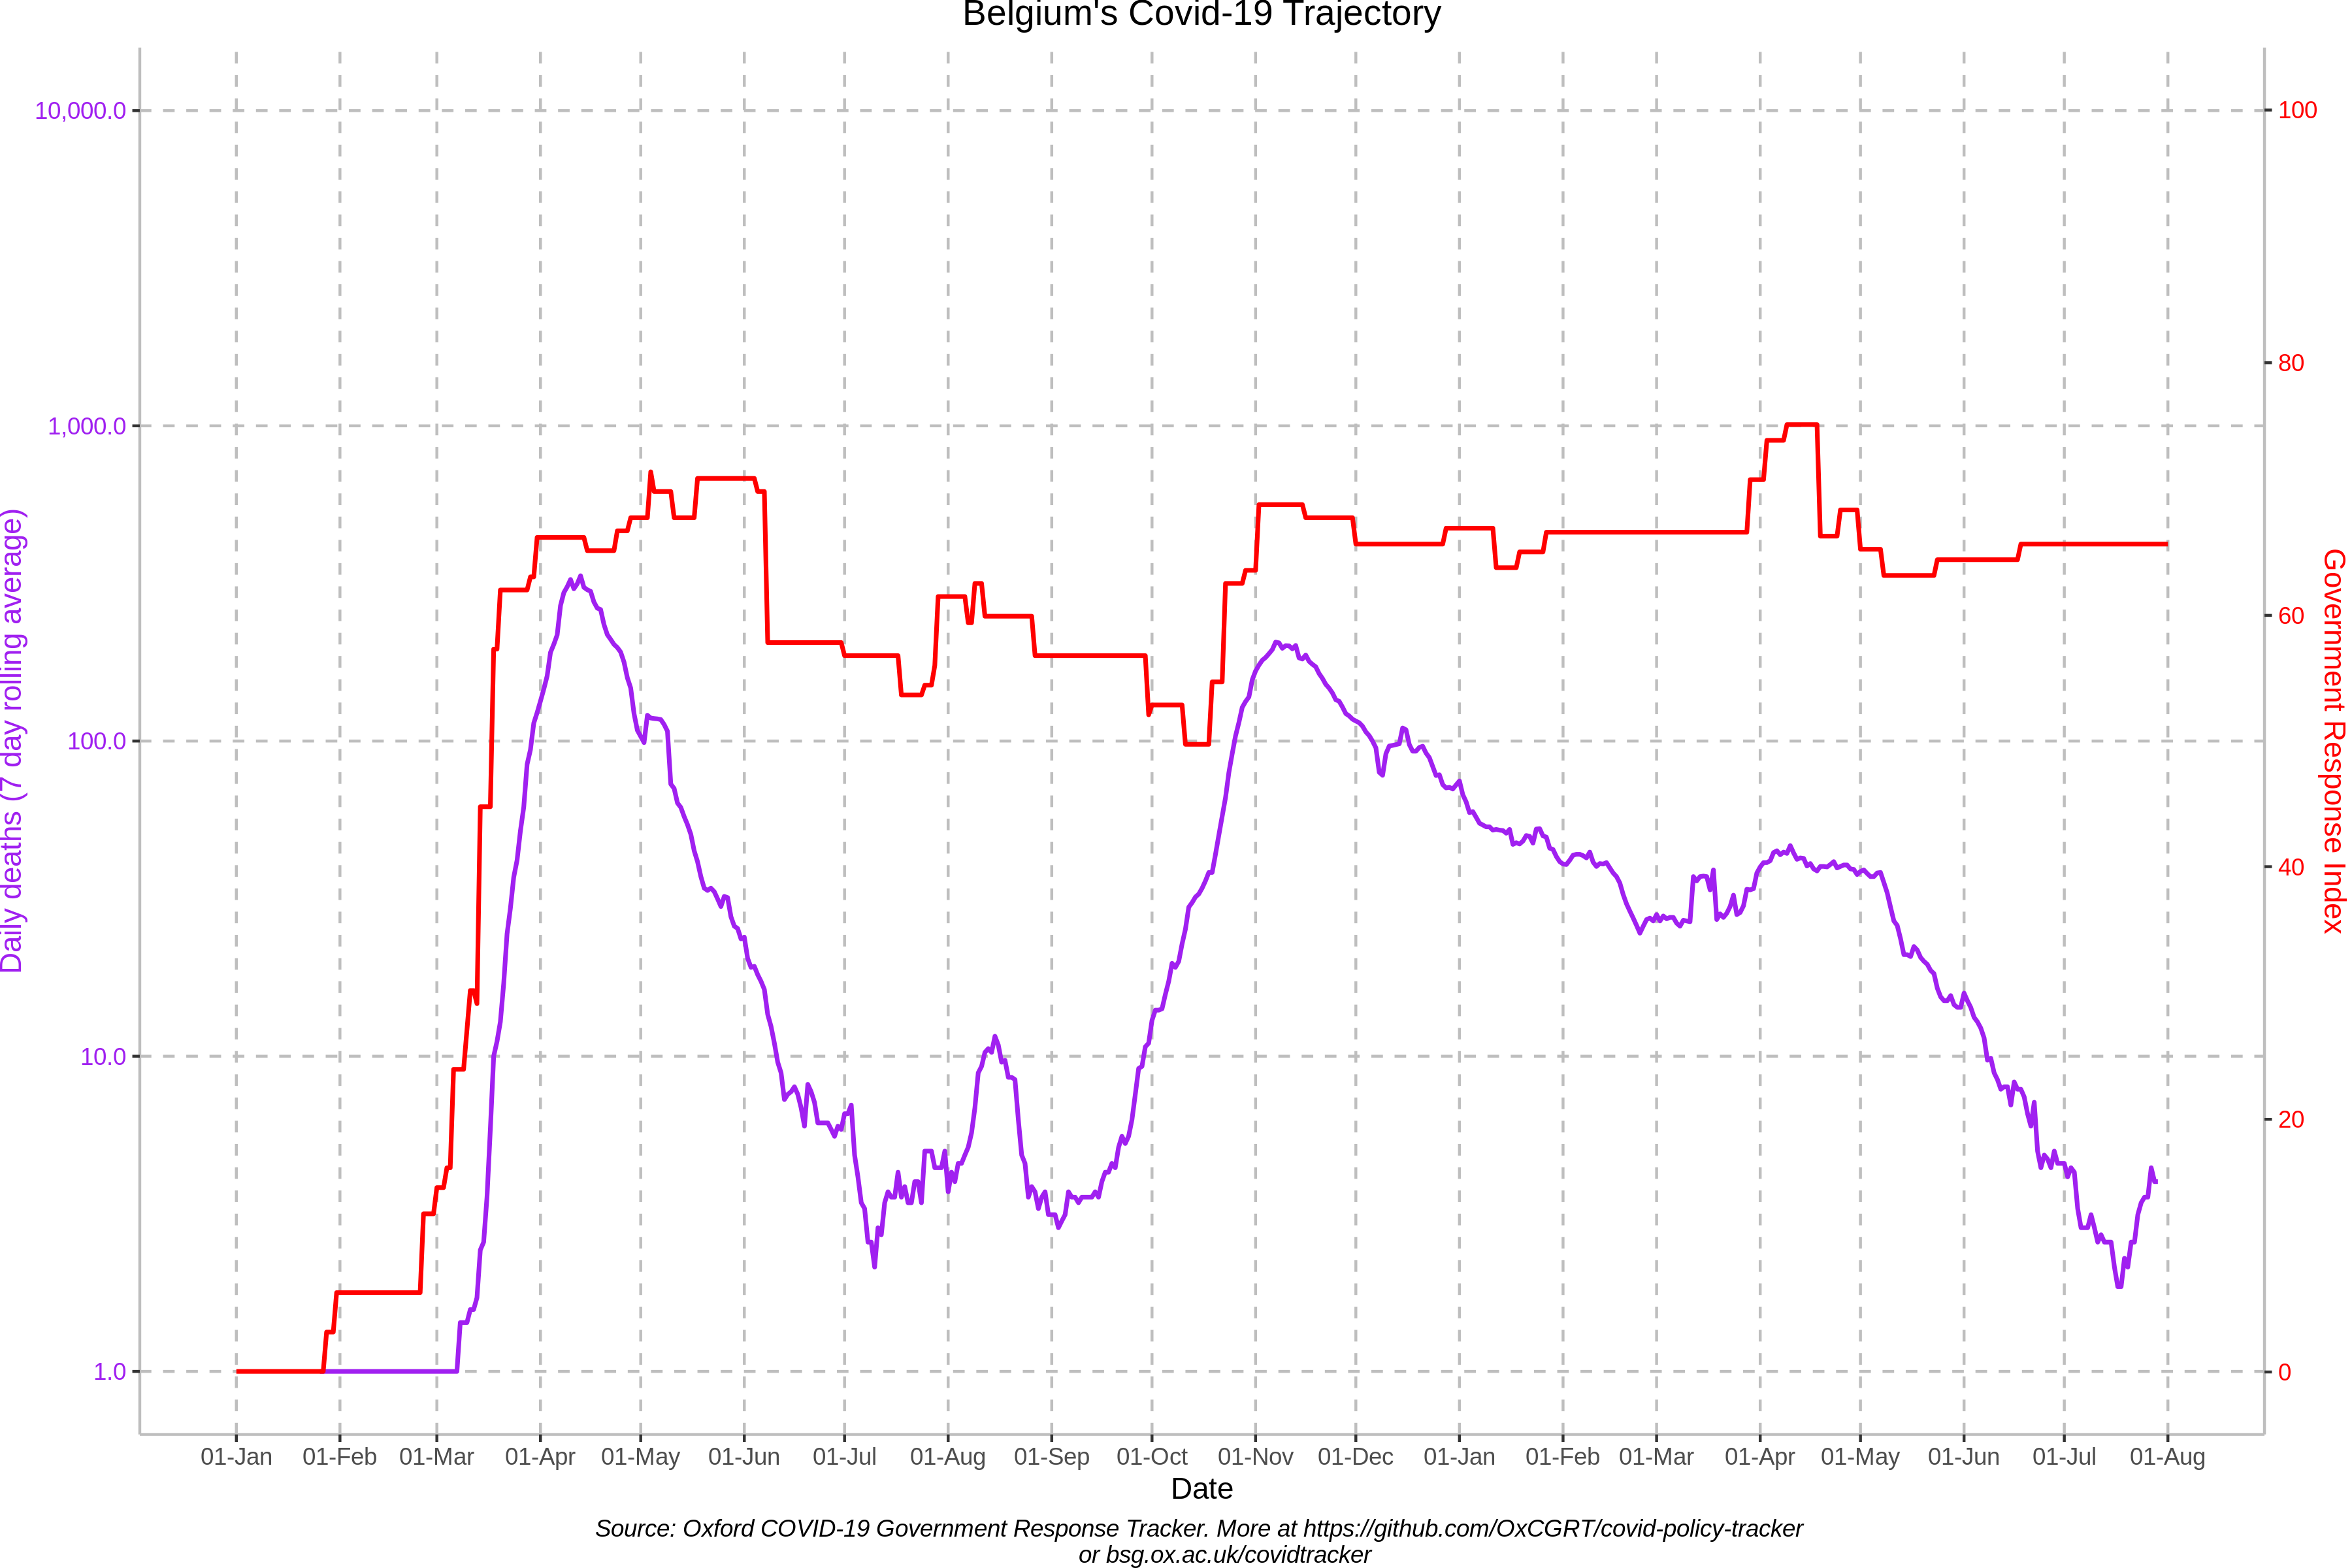 Belgium's Covid-19 Trajectory
10,000.0
1,000.0
100.0
10.0
1.0
Daily deaths (7 day rolling average)
100
80
60
40
20
0
Government Response Index
01-Jan 01-Feb 01-Mar 01-Apr 01-May 01-Jun 01-Jul 01-Aug 01-Sep 01-Oct 01-Nov 01-Dec 01-Jan 01-Feb 01-Mar 01-Apr 01-May 01-Jun 01-Jul 01-Aug
Date
Source: Oxford COVID-19 Government Response Tracker. More at https://github.com/OxCGRT/covid-policy-tracker
or bsg.ox.ac.uk/covidtracker